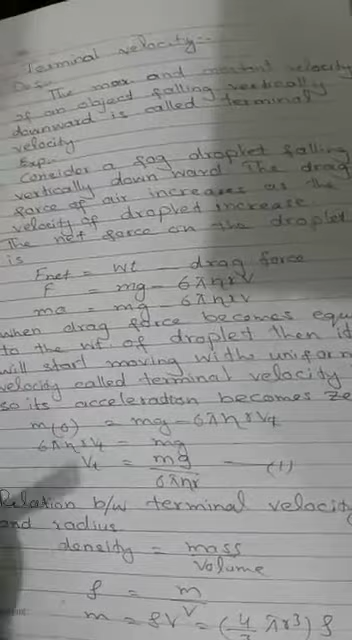 Terminal velocity:-
Def:-
The max and constant velocity
of an object falling vertically
downward is called terminal
velocity
Exp:-
Consider a fog droplet falling
vertically down ward The drag
force of air increases as the
velocity of droplet increase
The net force on the droplet
is
Fnet = wt - drag force
F = mg - 6πηrv
ma = mg - 6πηrv
when drag force becomes equ
to the wt of droplet then it
will start moving withe uniform
velocity called terminal velocity
so its acceleration becomes ze
m(0) = mg - 6πηrVt
6πηrVt = mg
Vt = mg/6πηr —(1)
Relation b/w terminal velocity
and radius
density = mass/volume
ρ = m/V
m = ρV = (4/3 πr³) ρ